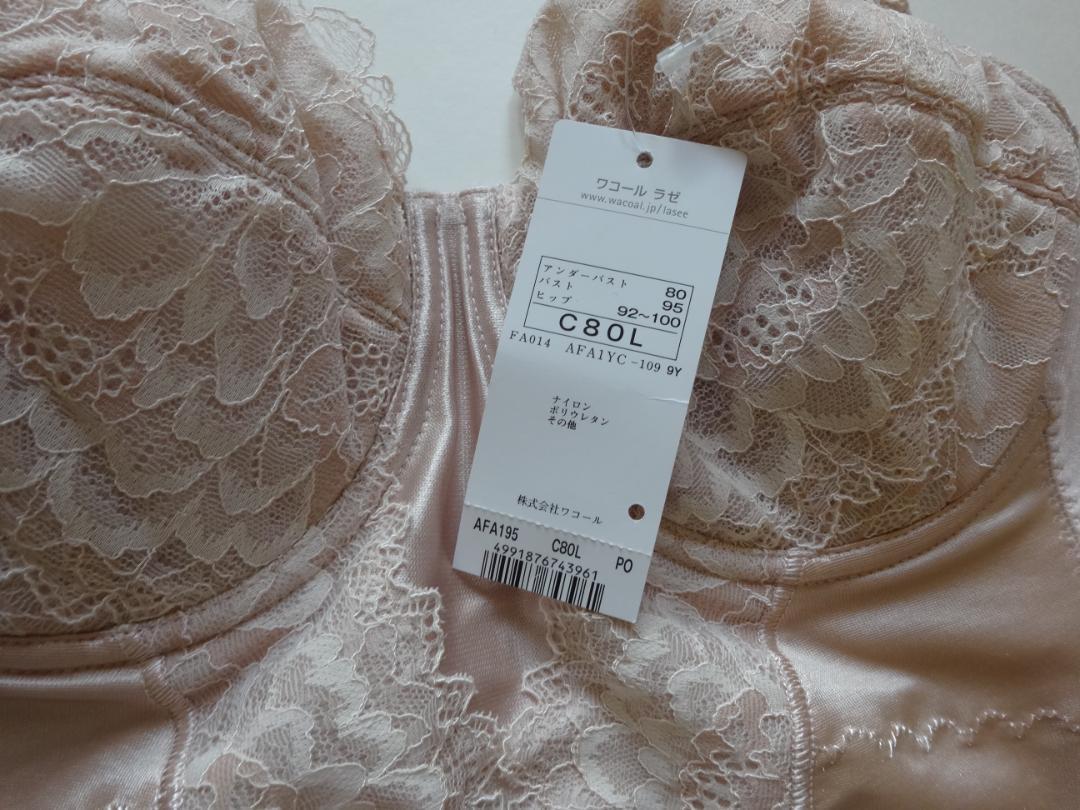 ワコール ラゼ
www.wacoal.jp/lasee
アンダーバスト 80
バスト 95
ヒップ 92~100
C80L
FA014 AFA1YC-109 9Y
ナイロン
ポリウレタン
その他
株式会社ワコール
AFA195 C80L PO
4991876743961